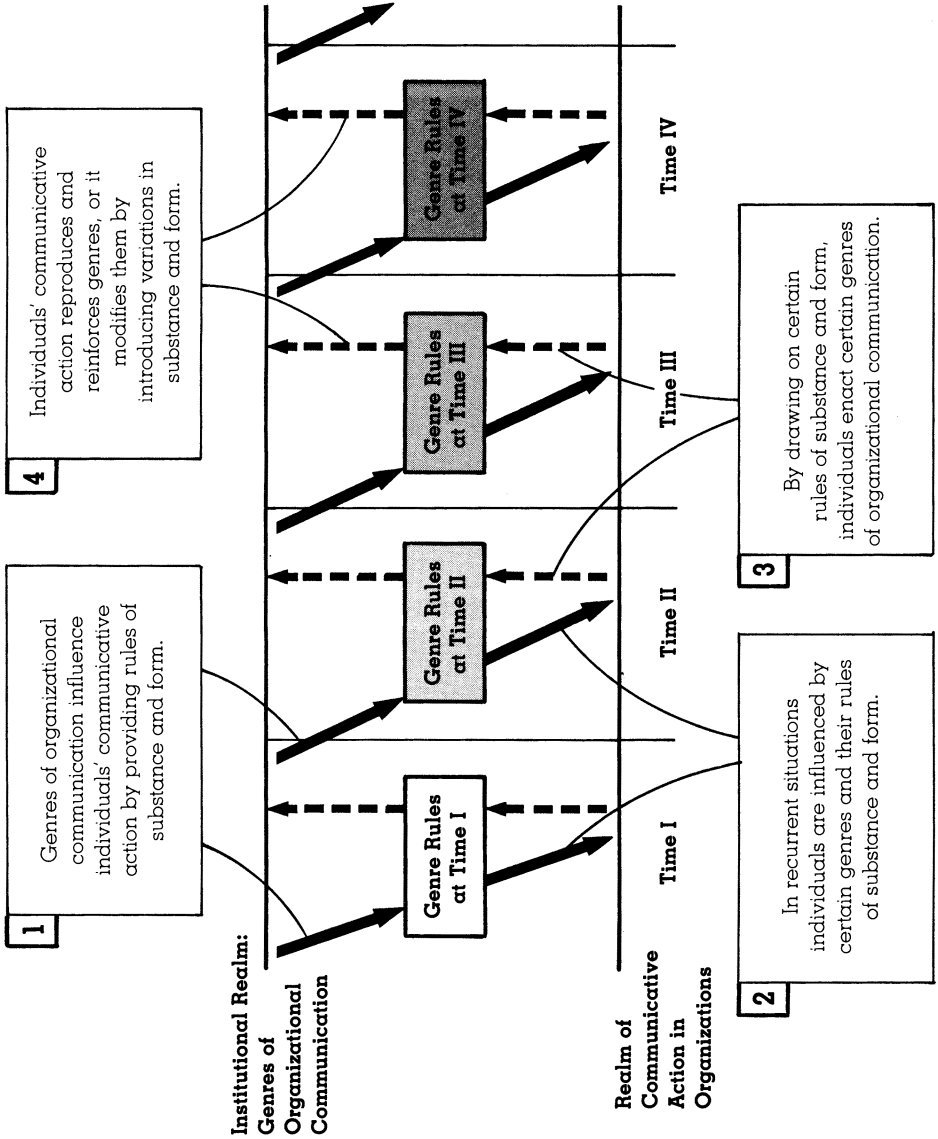 1
Genres of organizational
communication influence
individuals' communicative
action by providing rules of
substance and form.
4
Individuals' communicative
action reproduces and
reinforces genres, or it
modifies them by
introducing variations in
substance and form.
Institutional Realm:
Genres of
Organizational
Communication
Genre Rules
at Time I
Genre Rules
at Time II
Genre Rules
at Time III
Genre Rules
at Time IV
Realm of
Communicative
Action in
Organizations
Time I
Time II
Time III
Time IV
2
In recurrent situations
individuals are influenced by
certain genres and their rules
of substance and form.
3
By drawing on certain
rules of substance and form,
individuals enact certain genres
of organizational communication.